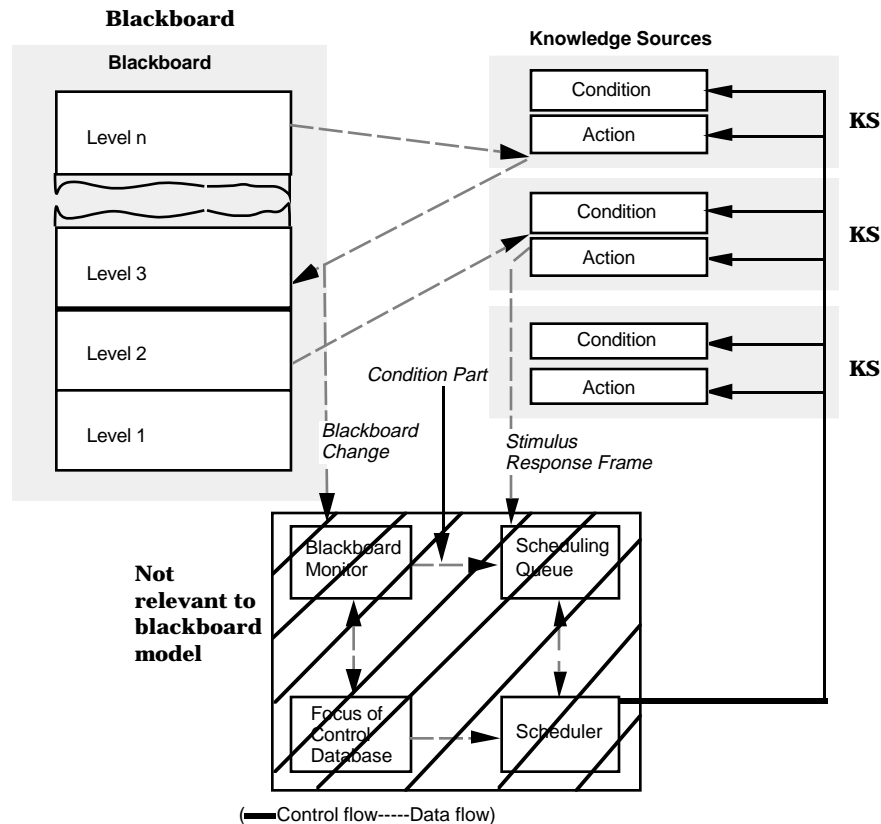 Blackboard
Blackboard
Level n
Level 3
Level 2
Level 1
Knowledge Sources
Condition
Action
KS
Condition
Action
KS
Condition
Action
KS
Condition Part
Blackboard
Change
Stimulus
Response Frame
Not
relevant to
blackboard
model
Blackboard
Monitor
Scheduling
Queue
Focus of
Control
Database
Scheduler
(Control flow-----Data flow)